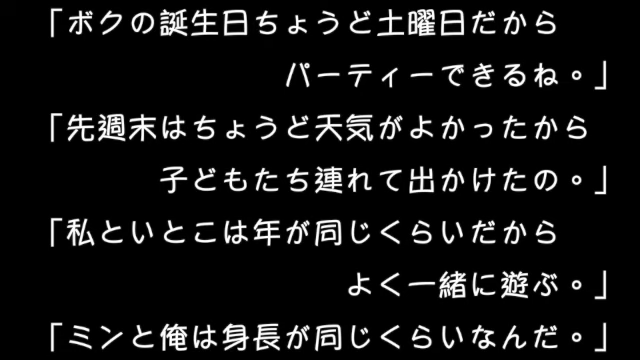 「ボクの誕生日ちょうど土曜日だから
パーティーできるね。」
「先週末はちょうど天気がよかったから
子どもたち連れて出かけたの。」
「私といとこは年が同じくらいだから
よく一緒に遊ぶ。」
「ミンと俺は身長が同じくらいなんだ。」